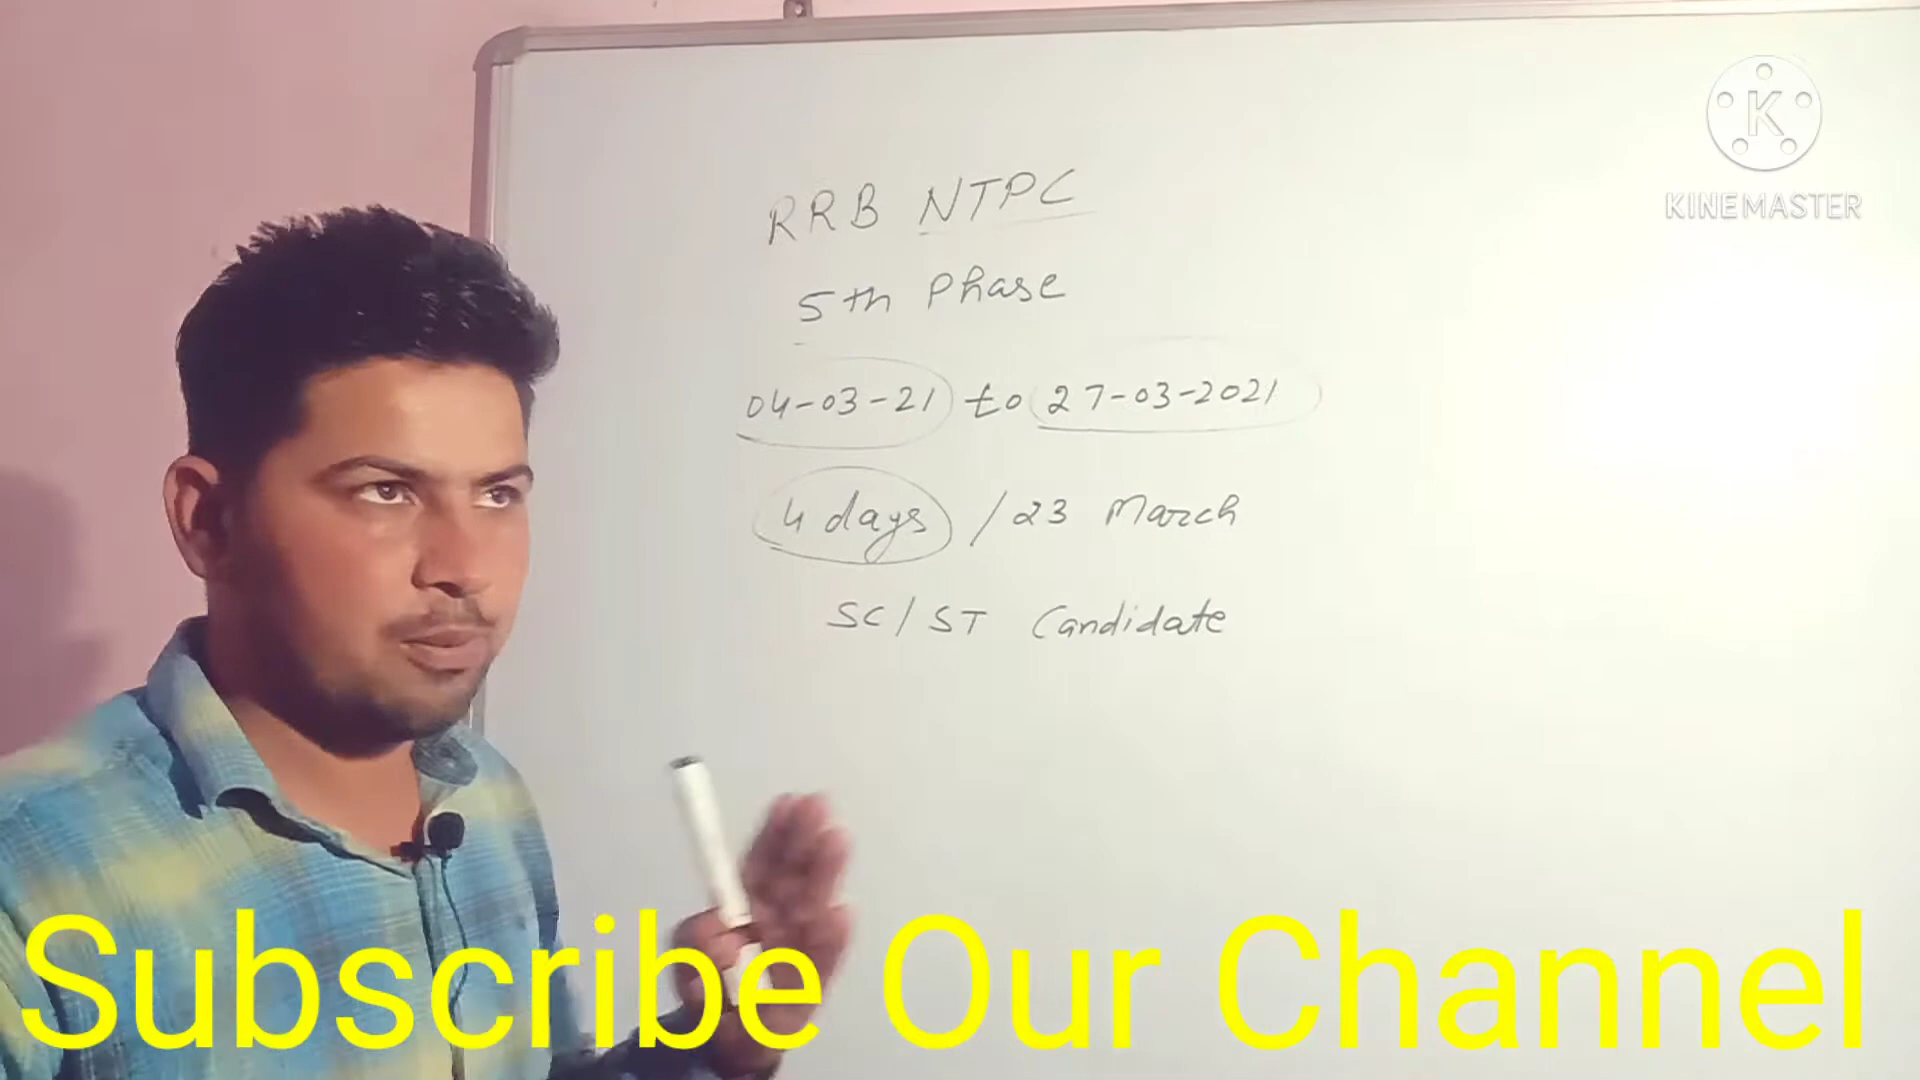 KINEMASTER
RRB NTPC
5th Phase
04-03-21 to 27-03-2021
4 days / 23 March
SC/ST Candidate
Subscribe Our Channel